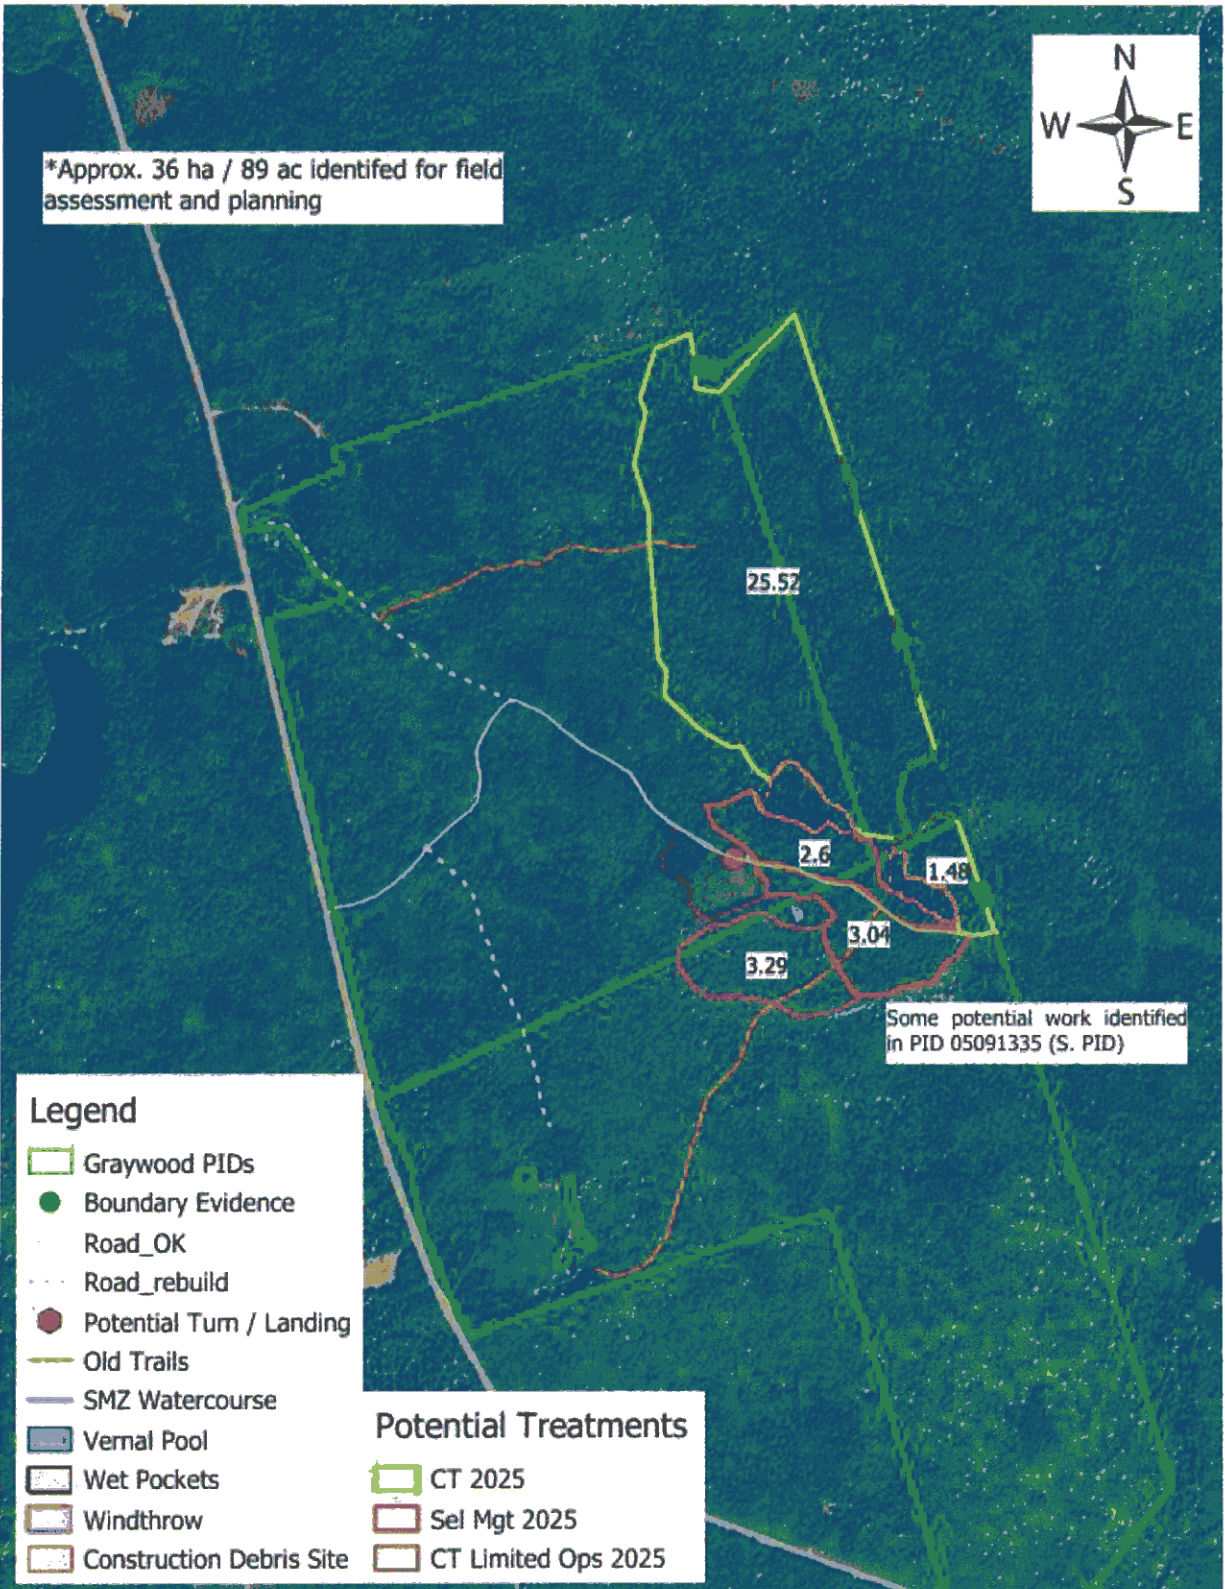 N
W E
S
*Approx. 36 ha / 89 ac identifed for field
assessment and planning
25.52
2.6
1.48
3.04
3.29
Some potential work identified
in PID 05091335 (S. PID)
Legend
Graywood PIDs
Boundary Evidence
Road_OK
Road_rebuild
Potential Turn / Landing
Old Trails
SMZ Watercourse
Vernal Pool
Wet Pockets
Windthrow
Construction Debris Site
Potential Treatments
CT 2025
Sel Mgt 2025
CT Limited Ops 2025